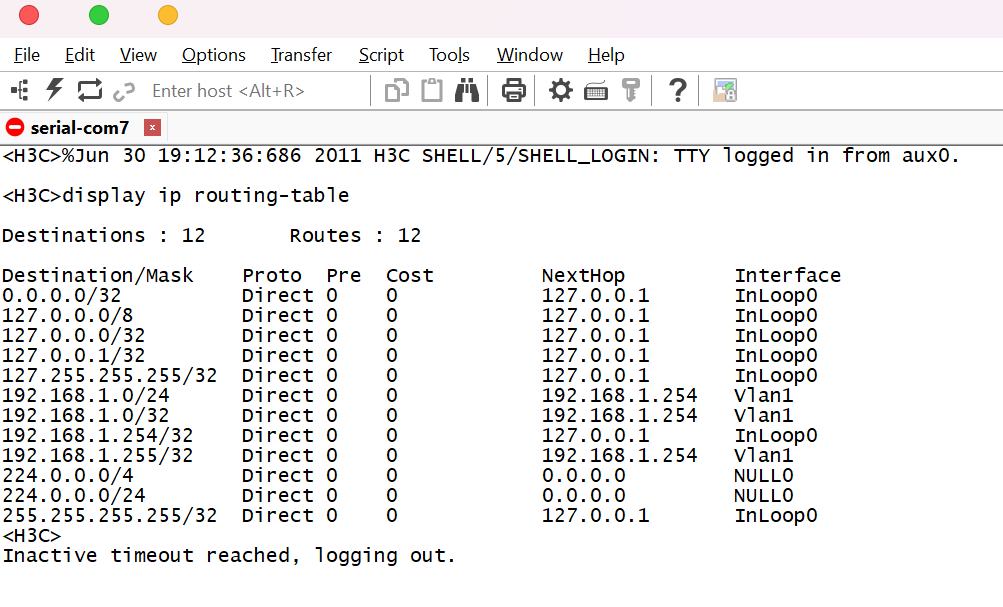 File Edit View Options Transfer Script Tools Window Help
Enter host <Alt+R>
serial-com7
<H3C>%Jun 30 19:12:36:686 2011 H3C SHELL/5/SHELL_LOGIN: TTY logged in from aux0.
<H3C>display ip routing-table
Destinations : 12 Routes : 12
Destination/Mask Proto Pre Cost NextHop Interface
0.0.0.0/32 Direct 0 0 127.0.0.1 InLoop0
127.0.0.0/8 Direct 0 0 127.0.0.1 InLoop0
127.0.0.0/32 Direct 0 0 127.0.0.1 InLoop0
127.0.0.1/32 Direct 0 0 127.0.0.1 InLoop0
127.255.255.255/32 Direct 0 0 127.0.0.1 InLoop0
192.168.1.0/24 Direct 0 0 192.168.1.254 Vlan1
192.168.1.0/32 Direct 0 0 192.168.1.254 Vlan1
192.168.1.254/32 Direct 0 0 127.0.0.1 InLoop0
192.168.1.255/32 Direct 0 0 192.168.1.254 Vlan1
224.0.0.0/4 Direct 0 0 0.0.0.0 NULL0
224.0.0.0/24 Direct 0 0 0.0.0.0 NULL0
255.255.255.255/32 Direct 0 0 127.0.0.1 InLoop0
<H3C>
Inactive timeout reached, logging out.